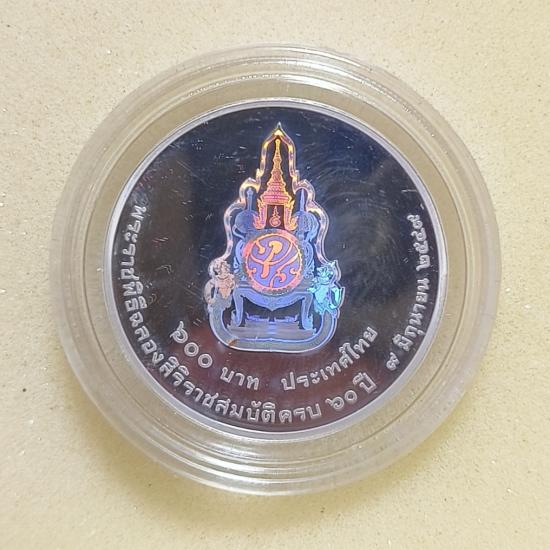 พระราชพิธีฉลองสิริราชสมบัติครบ ๖๐ ปี ๙ มิถุนายน ๒๕๔๙
๖๐๐ บาท ประเทศไทย